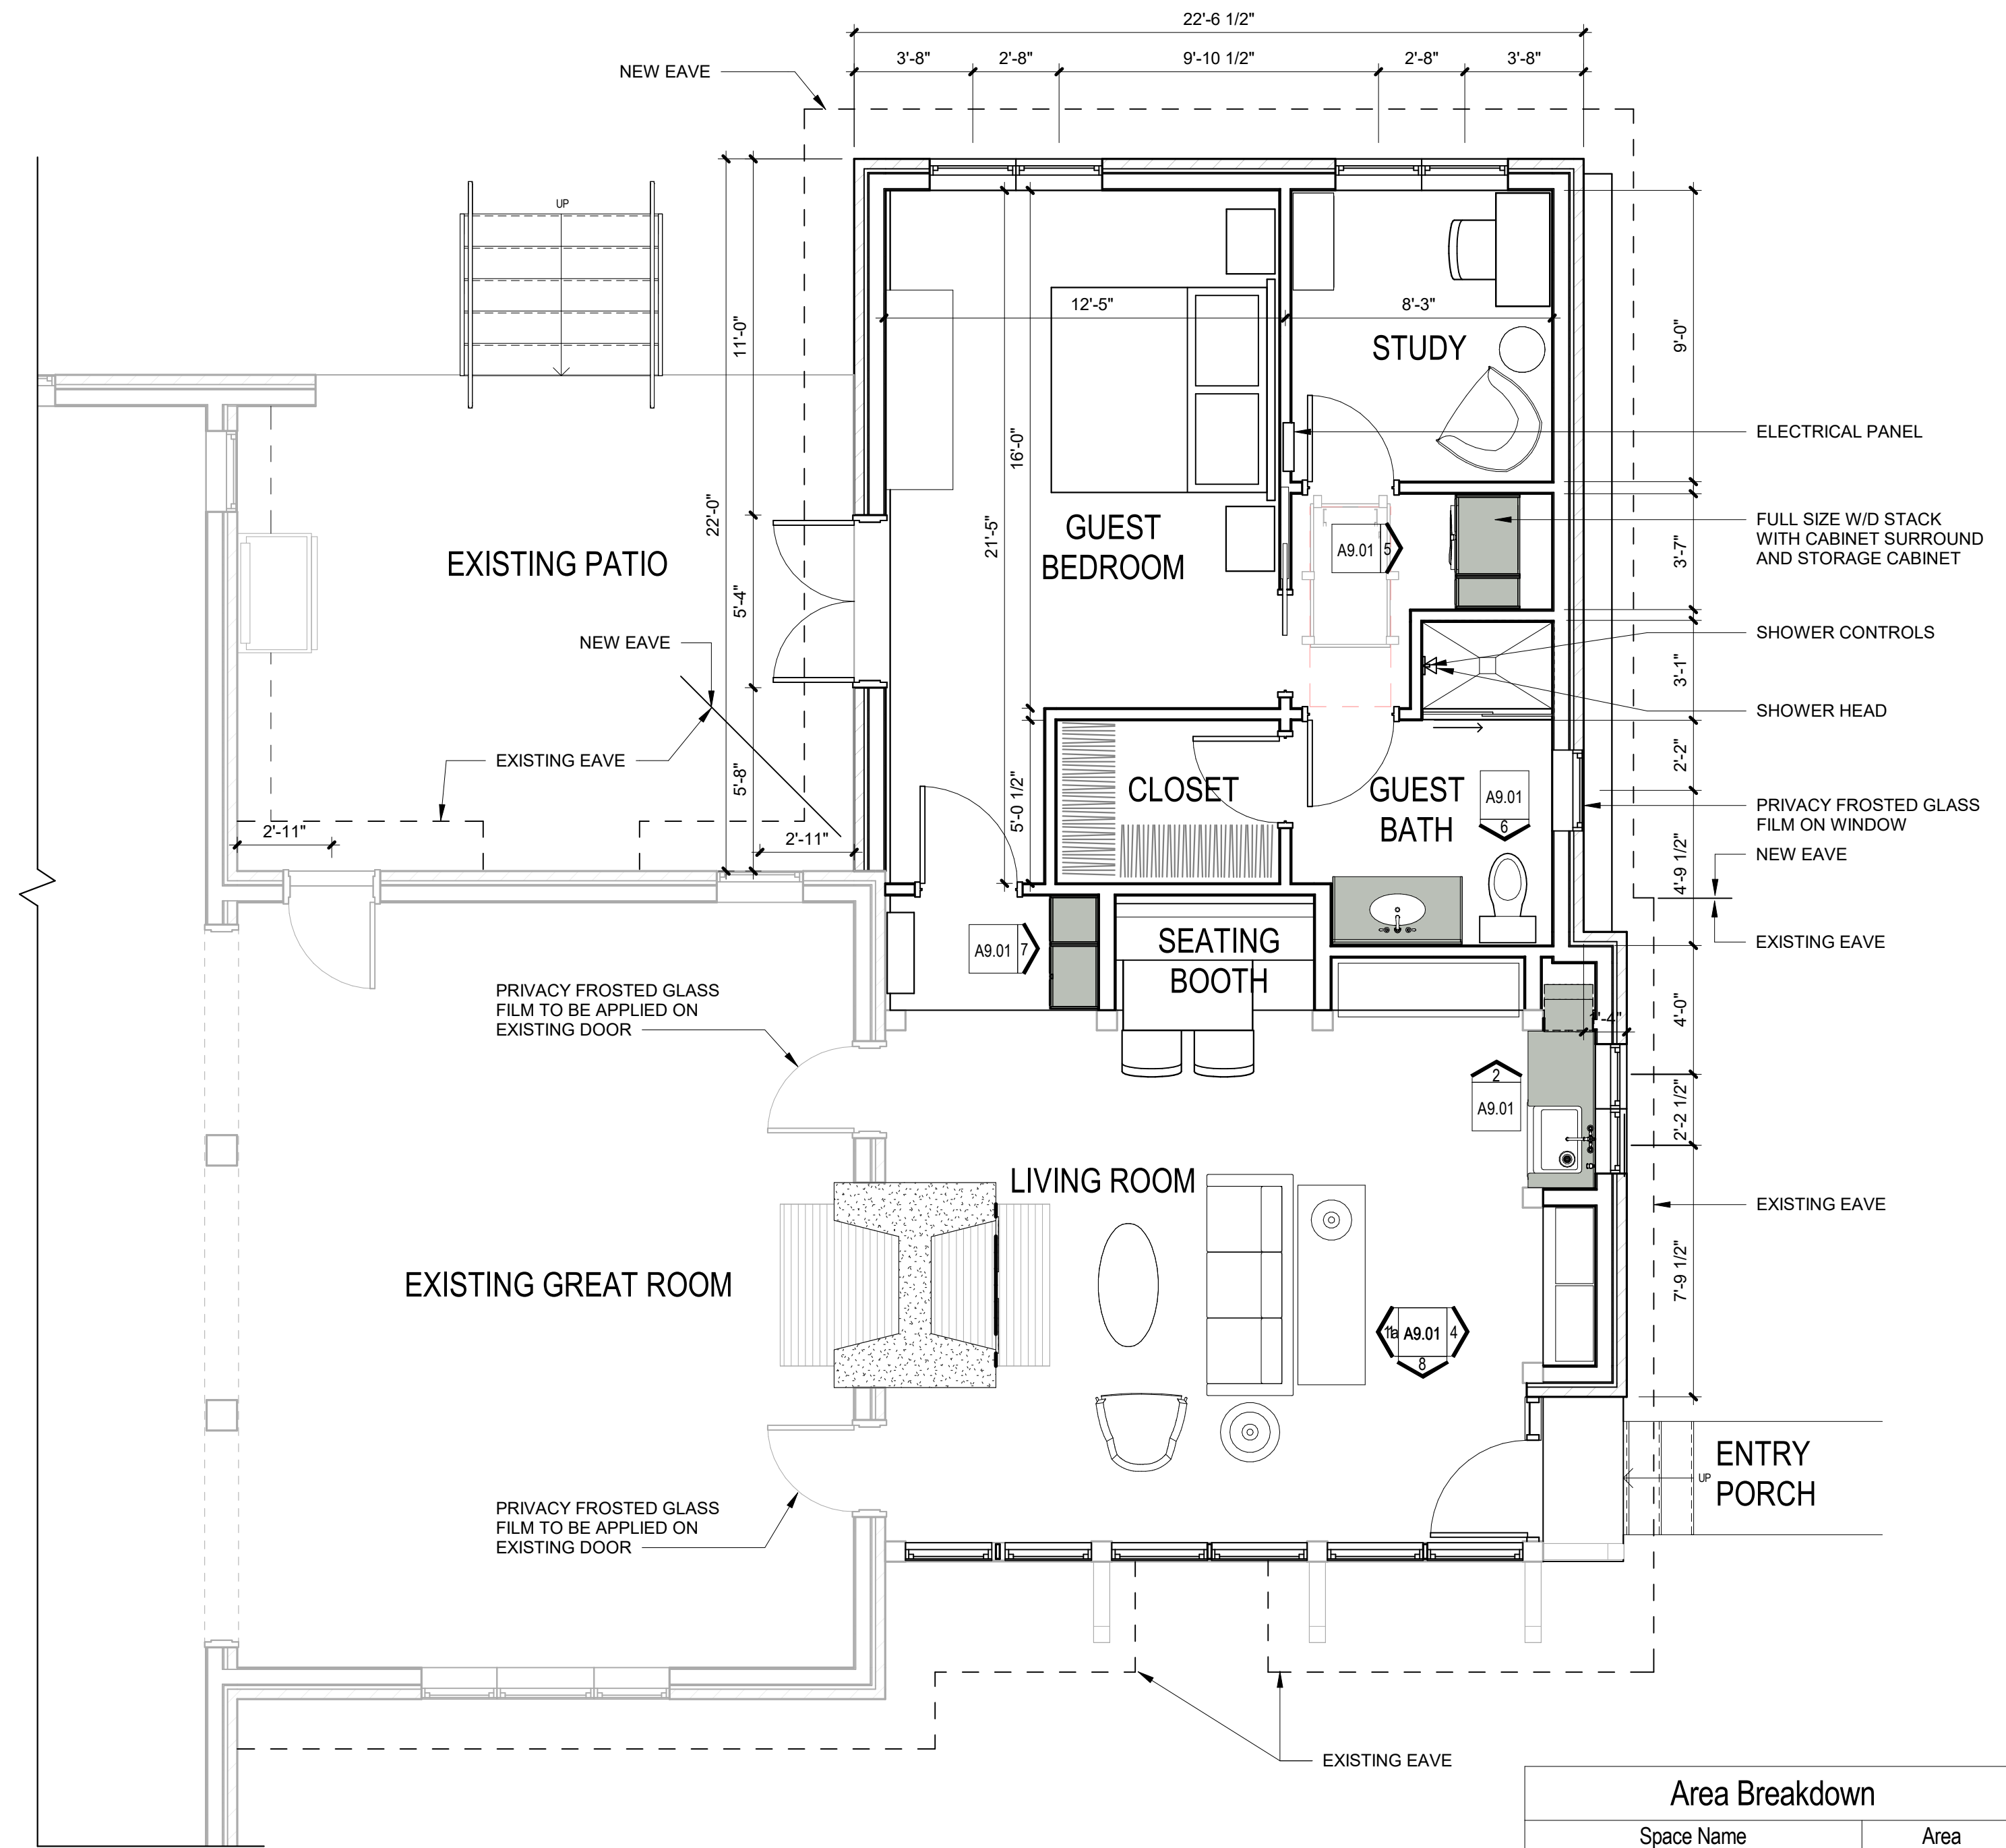 22'-6 1/2"
3'-8"
2'-8"
9'-10 1/2"
2'-8"
3'-8"
NEW EAVE
UP
11'-0"
22'-0"
5'-4"
5'-8"
21'-5"
16'-0"
5'-0 1/2"
12'-5"
8'-3"
STUDY
9'-0"
ELECTRICAL PANEL
GUEST
BEDROOM
A9.01
5
FULL SIZE W/D STACK
WITH CABINET SURROUND
AND STORAGE CABINET
3'-7"
EXISTING PATIO
NEW EAVE
SHOWER CONTROLS
3'-1"
SHOWER HEAD
EXISTING EAVE
2'-2"
CLOSET
GUEST
BATH
A9.01
6
PRIVACY FROSTED GLASS
FILM ON WINDOW
2'-11"
2'-11"
NEW EAVE
4'-9 1/2"
EXISTING EAVE
A9.01
7
SEATING
BOOTH
PRIVACY FROSTED GLASS
FILM TO BE APPLIED ON
EXISTING DOOR
4'-0"
2
A9.01
2'-2 1/2"
LIVING ROOM
EXISTING EAVE
EXISTING GREAT ROOM
7'-9 1/2"
11a
A9.01
4
8
ENTRY
PORCH
UP
PRIVACY FROSTED GLASS
FILM TO BE APPLIED ON
EXISTING DOOR
EXISTING EAVE
Area Breakdown
Space Name
Area